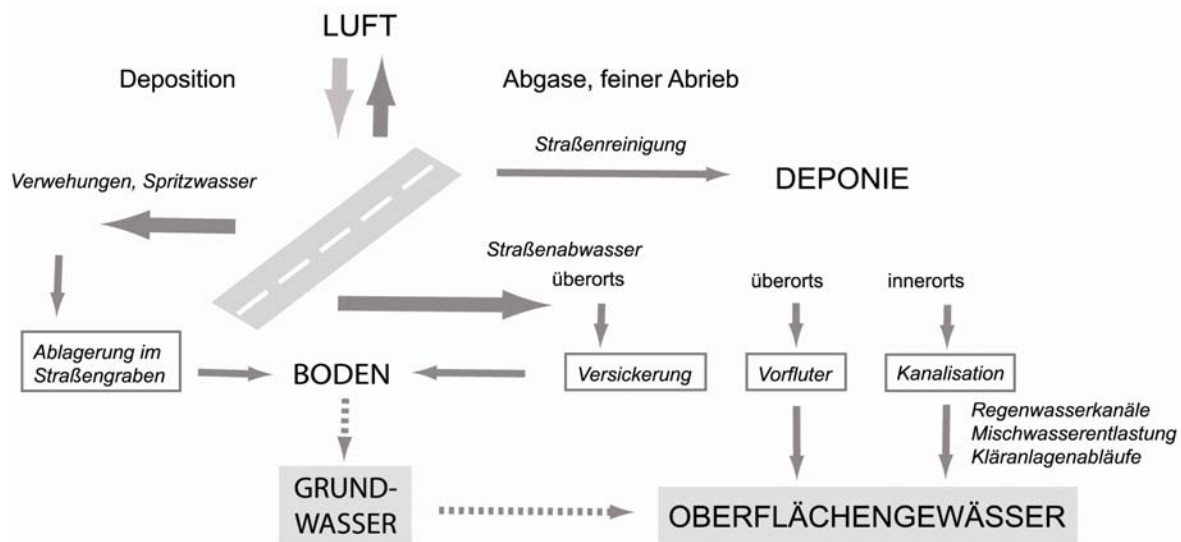 LUFT
Deposition
Abgase, feiner Abrieb
Straßenreinigung
DEPONIE
Verwehungen, Spritzwasser
Straßenabwasser
überorts
überorts
innerorts
Ablagerung im
Straßengraben
BODEN
Versickerung
Vorfluter
Kanalisation
Regenwasserkanäle
Mischwasserentlastung
Kläranlagenabläufe
GRUND-
WASSER
OBERFLÄCHENGEWÄSSER